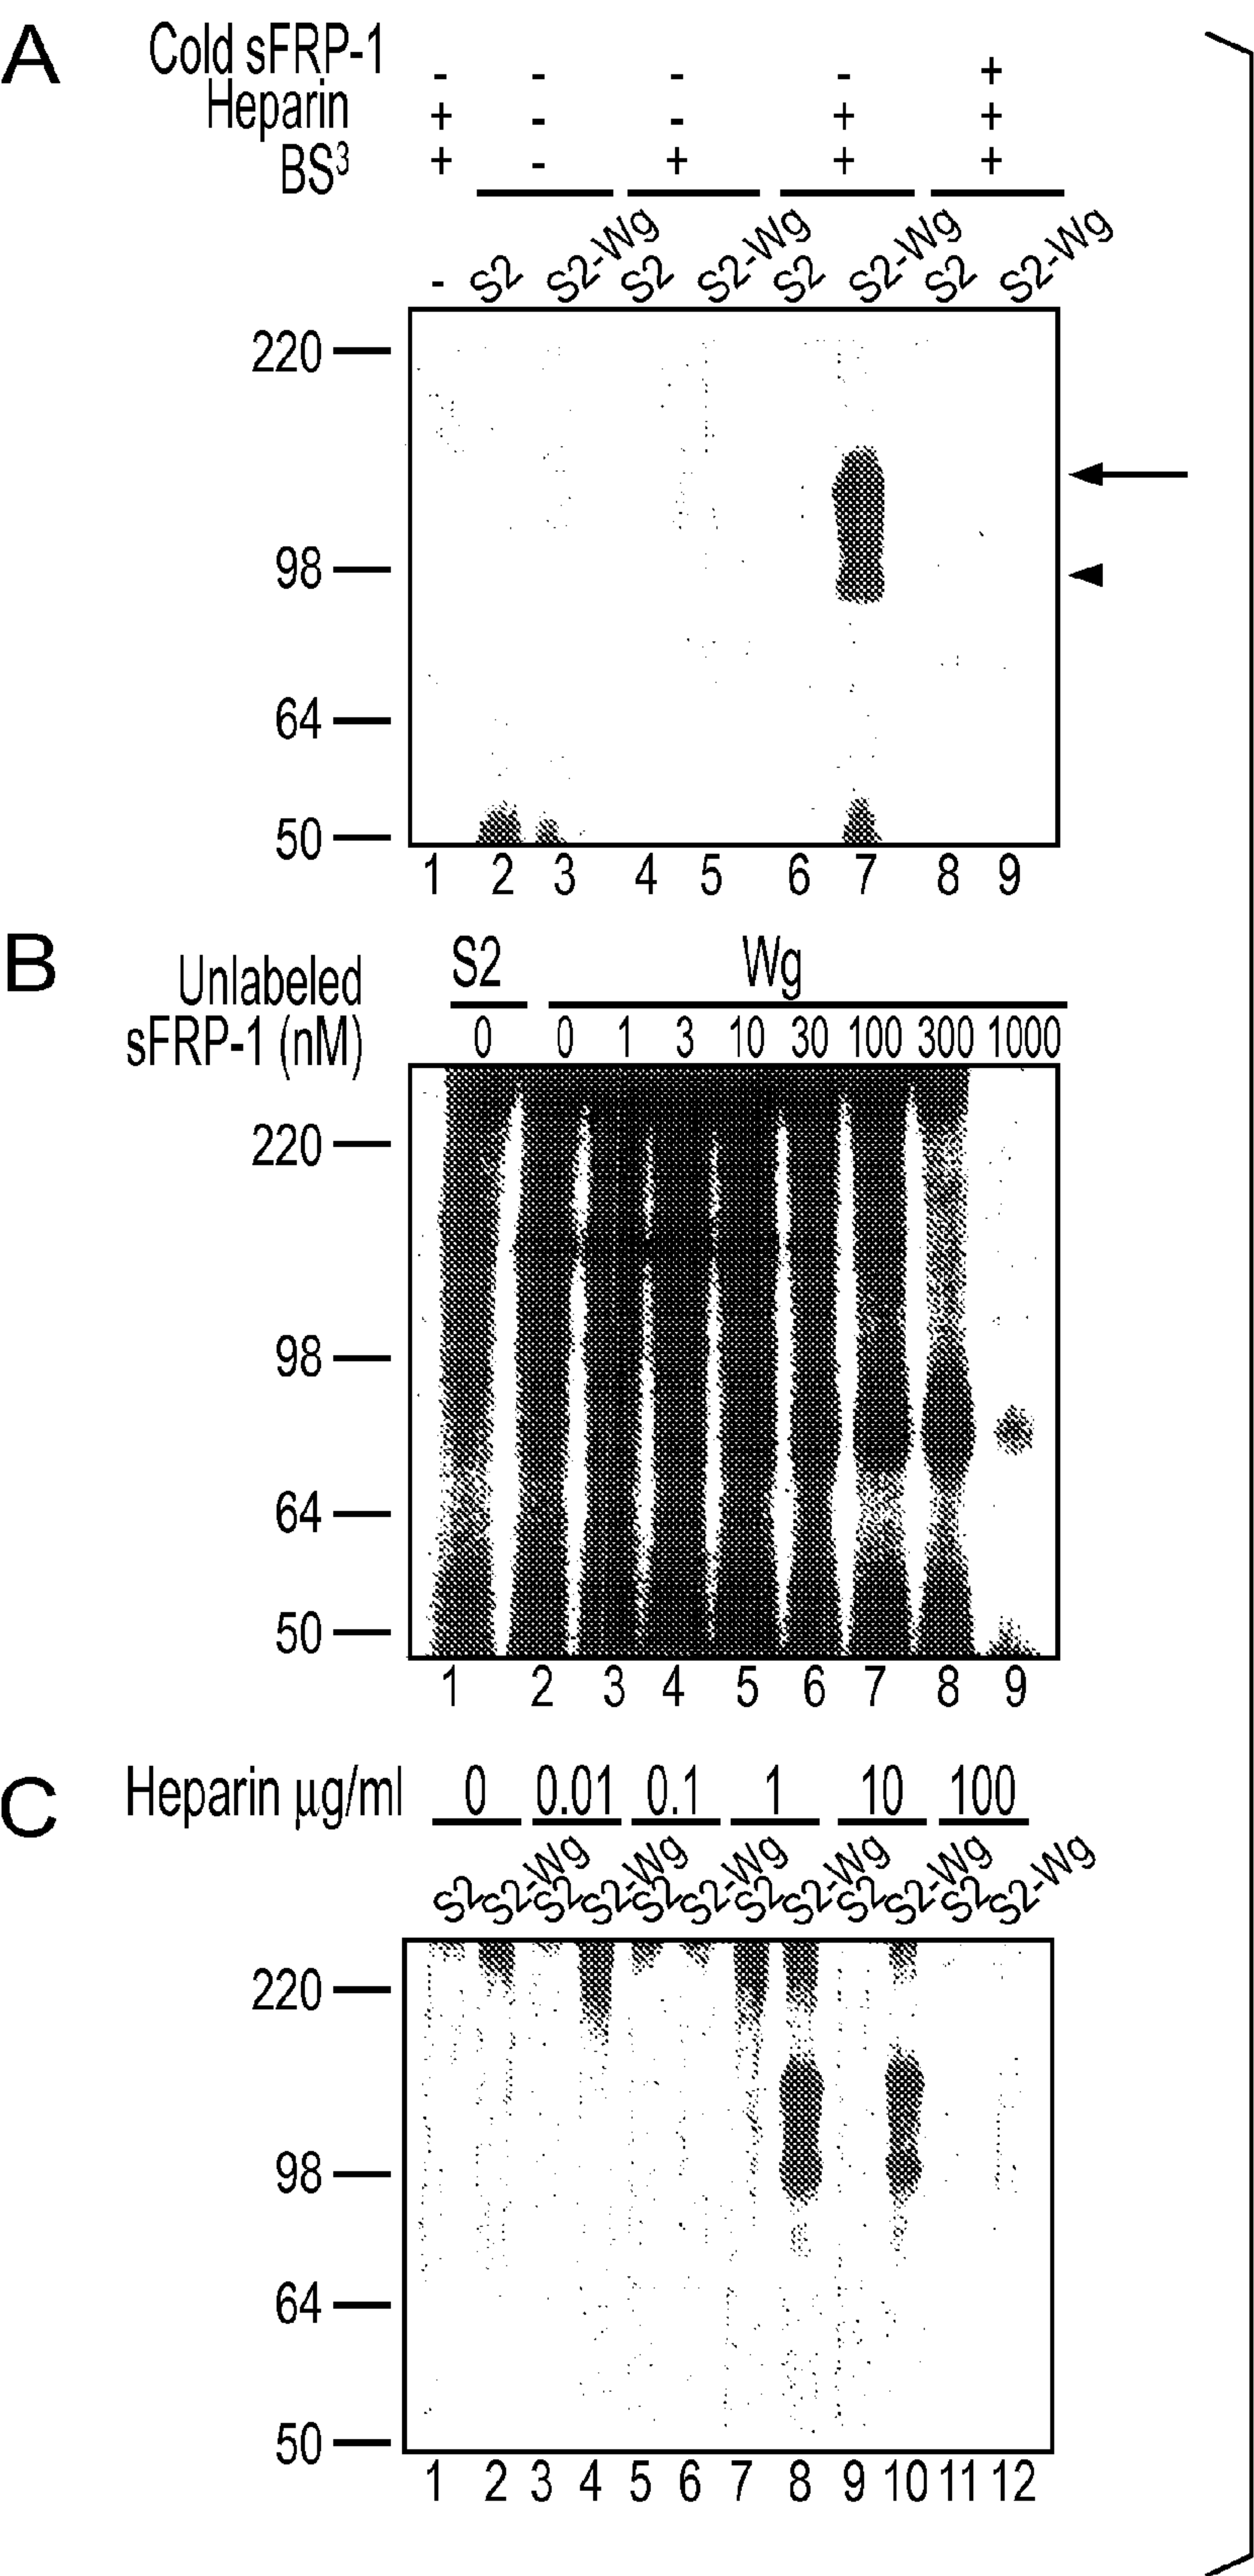 A
Cold sFRP-1 - - - - +
Heparin + - - + +
BS³ + - + + +
- S2 S2-Wg S2 S2-Wg S2 S2-Wg S2 S2-Wg
220
98
64
50
1 2 3 4 5 6 7 8 9
B
S2 Wg
Unlabeled
sFRP-1 (nM) 0 0 1 3 10 30 100 300 1000
220
98
64
50
1 2 3 4 5 6 7 8 9
C
Heparin μg/ml 0 0.01 0.1 1 10 100
S2 S2-Wg S2 S2-Wg S2 S2-Wg S2 S2-Wg S2 S2-Wg S2 S2-Wg
220
98
64
50
1 2 3 4 5 6 7 8 9 10 11 12